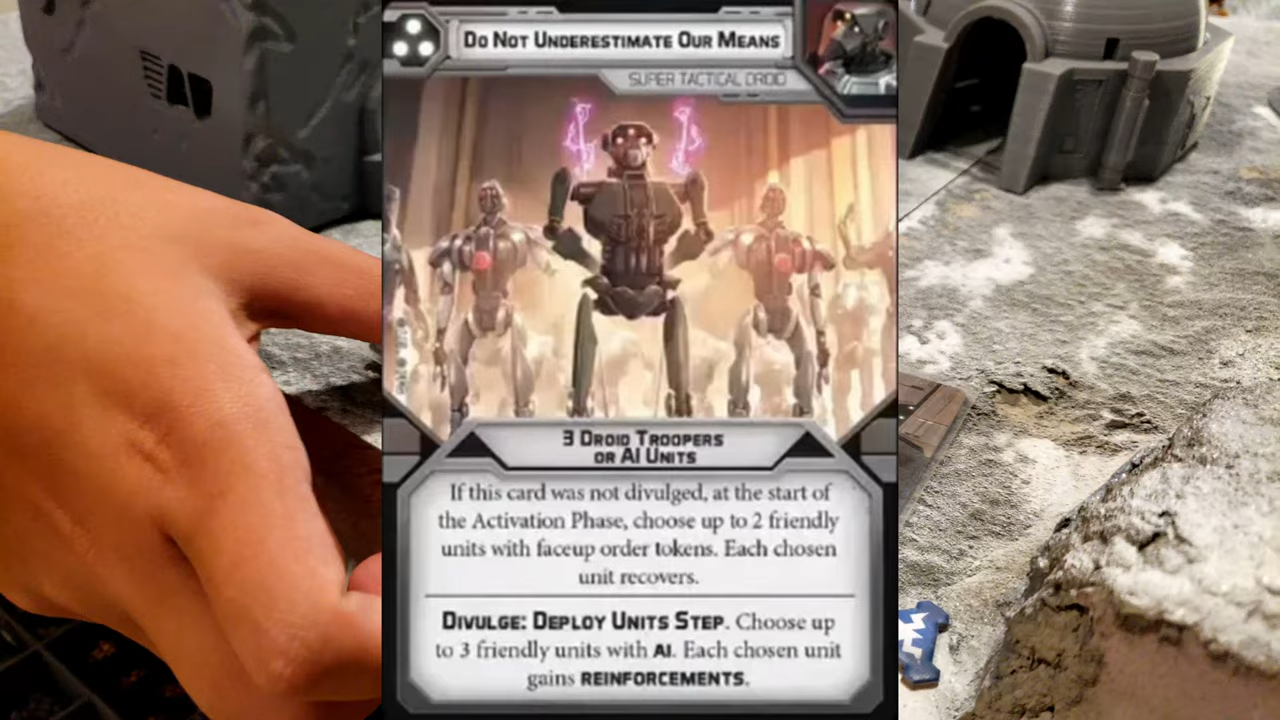 DO NOT UNDERESTIMATE OUR MEANS
SUPER TACTICAL DROID
3 DROID TROOPERS
OR AI UNITS
If this card was not divulged, at the start of
the Activation Phase, choose up to 2 friendly
units with faceup order tokens. Each chosen
unit recovers.
DIVULGE: DEPLOY UNITS STEP. Choose up
to 3 friendly units with AI. Each chosen unit
gains REINFORCEMENTS.